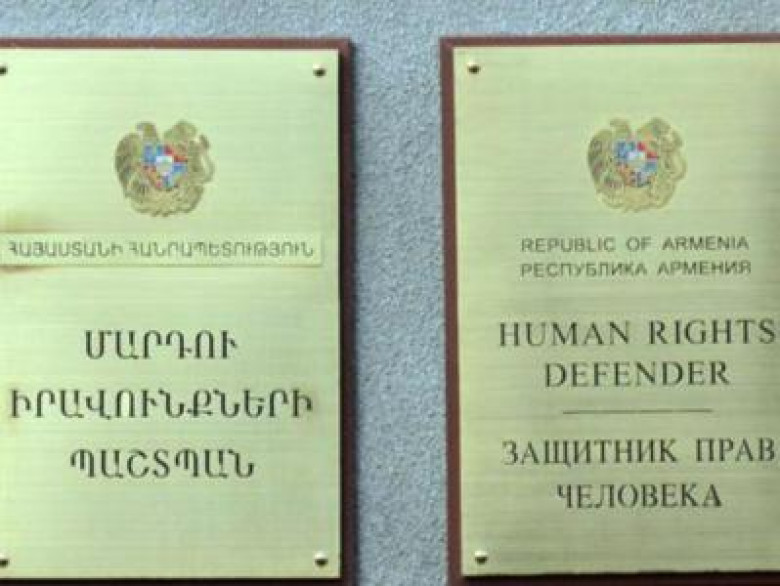 ՀԱՅԱՍՏԱՆԻ ՀԱՆՐԱՊԵՏՈՒԹՅՈՒՆ
ՄԱՐԴՈՒ
ԻՐԱՎՈՒՆՔՆԵՐԻ
ՊԱՇՏՊԱՆ
REPUBLIC OF ARMENIA
РЕСПУБЛИКА АРМЕНИЯ
HUMAN RIGHTS
DEFENDER
ЗАЩИТНИК ПРАВ
ЧЕЛОВЕКА